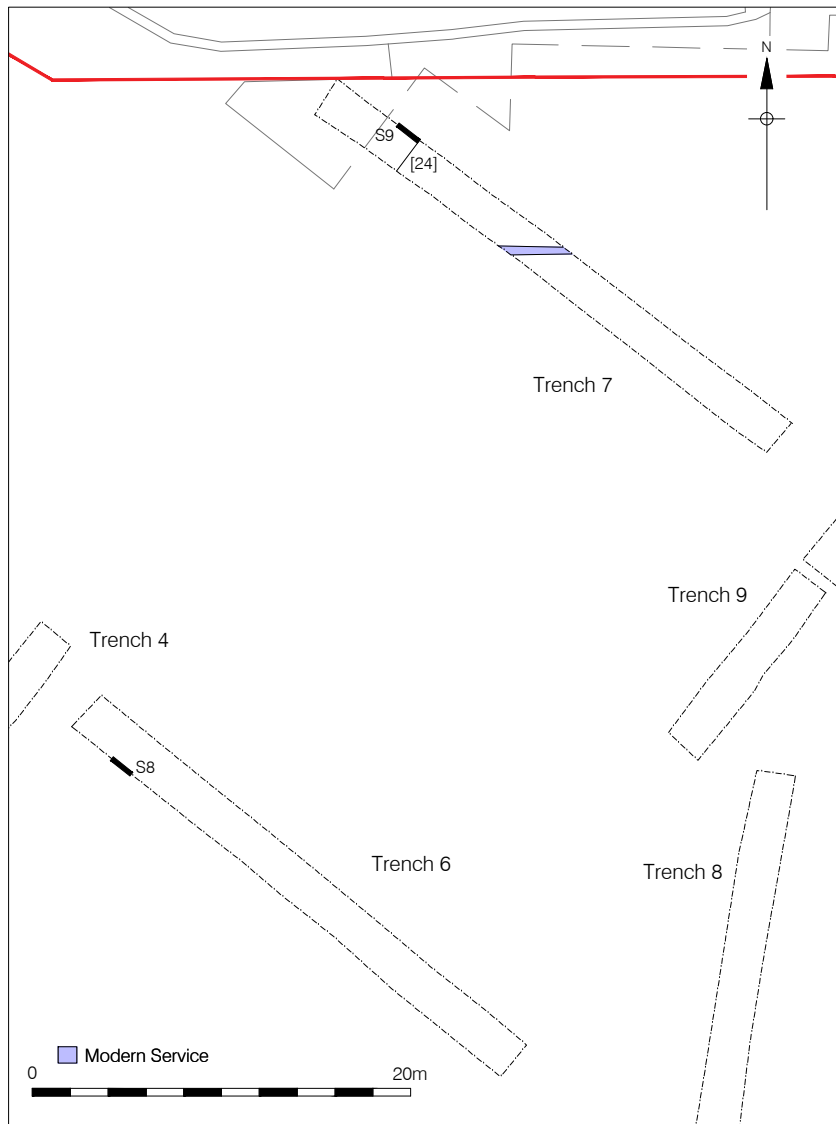 N
S9
[24]
Trench 7
Trench 9
Trench 4
S8
Trench 6
Trench 8
Modern Service
0 20m